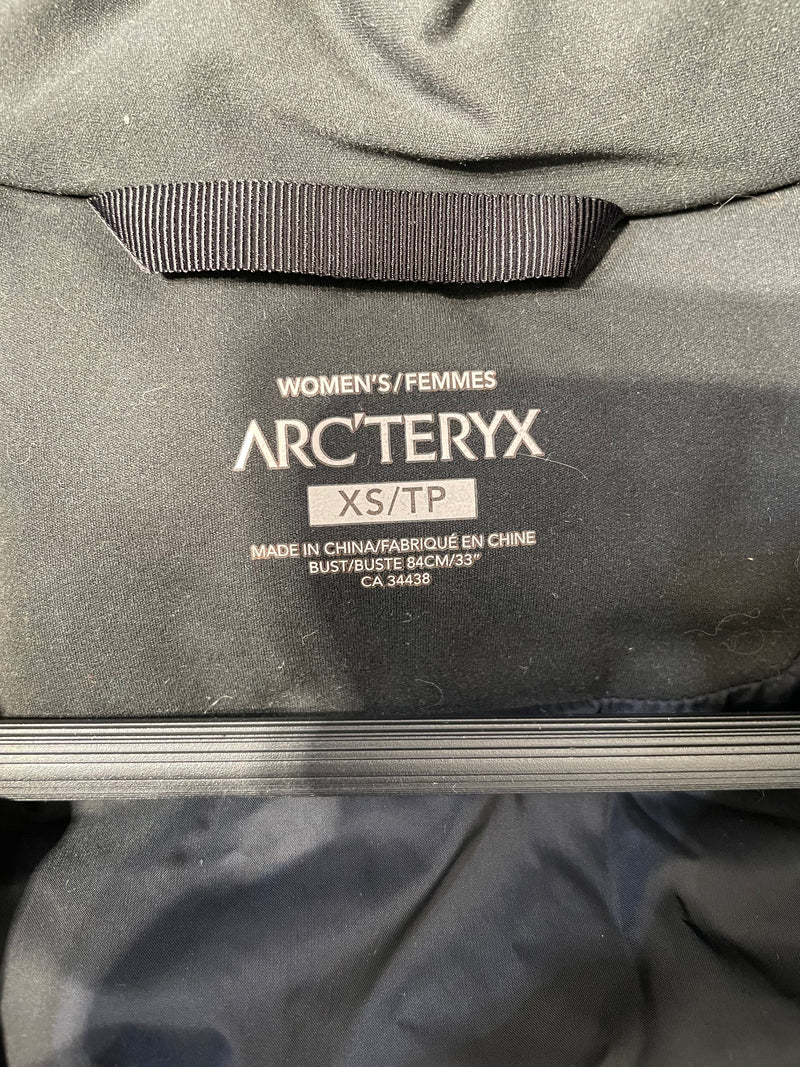 WOMEN'S/FEMMES
ARC'TERYX
XS/TP
MADE IN CHINA/FABRIQUÉ EN CHINE
BUST/BUSTE 84CM/33"
CA 34438